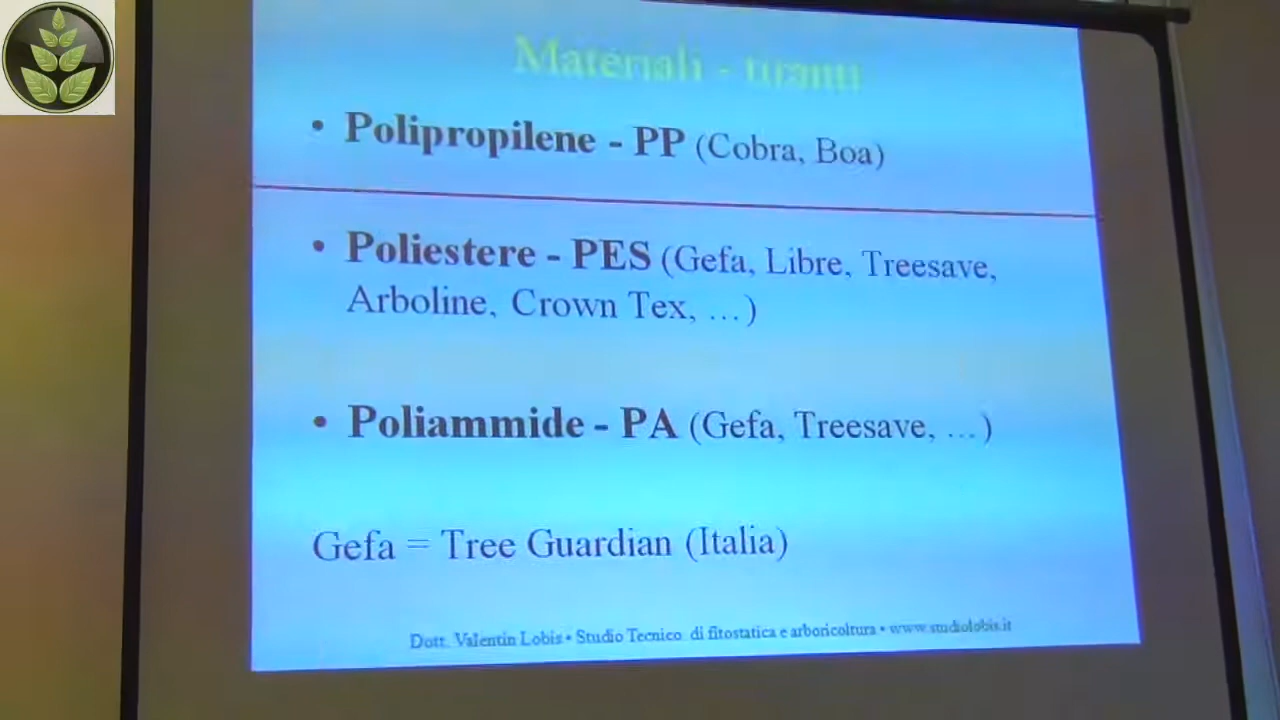 Materiali - tiranti
• Polipropilene - PP (Cobra, Boa)
• Poliestere - PES (Gefa, Libre, Treesave,
Arboline, Crown Tex, …)
• Poliammide - PA (Gefa, Treesave, …)
Gefa = Tree Guardian (Italia)
Dott. Valentin Lobis • Studio Tecnico di fitostatica e arboricoltura • www.studiolobis.it